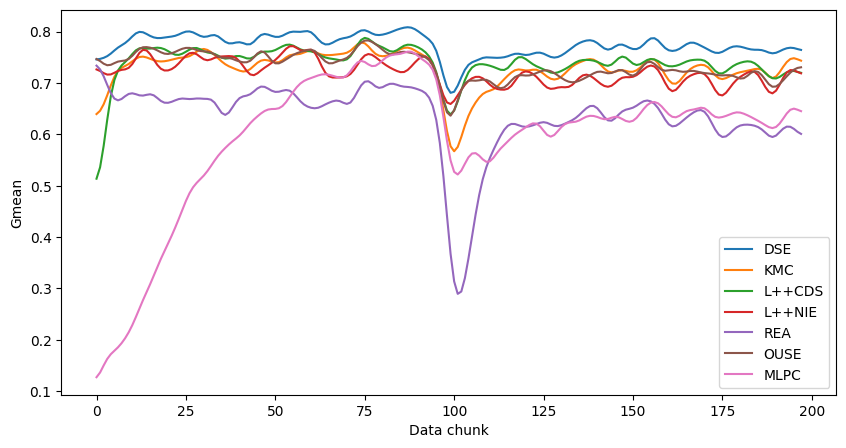 0.8
0.7
0.6
0.5
0.4
0.3
0.2
0.1
Gmean
0
25
50
75
100
125
150
175
200
Data chunk
DSE
KMC
L++CDS
L++NIE
REA
OUSE
MLPC